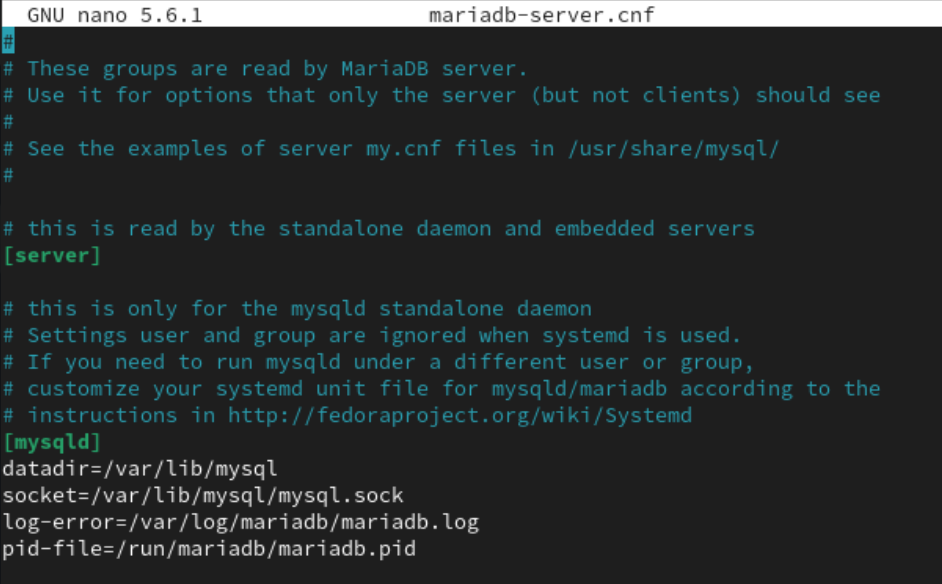 GNU nano 5.6.1 mariadb-server.cnf
#
# These groups are read by MariaDB server.
# Use it for options that only the server (but not clients) should see
#
# See the examples of server my.cnf files in /usr/share/mysql/
#
# this is read by the standalone daemon and embedded servers
[server]
# this is only for the mysqld standalone daemon
# Settings user and group are ignored when systemd is used.
# If you need to run mysqld under a different user or group,
# customize your systemd unit file for mysqld/mariadb according to the
# instructions in http://fedoraproject.org/wiki/Systemd
[mysqld]
datadir=/var/lib/mysql
socket=/var/lib/mysql/mysql.sock
log-error=/var/log/mariadb/mariadb.log
pid-file=/run/mariadb/mariadb.pid